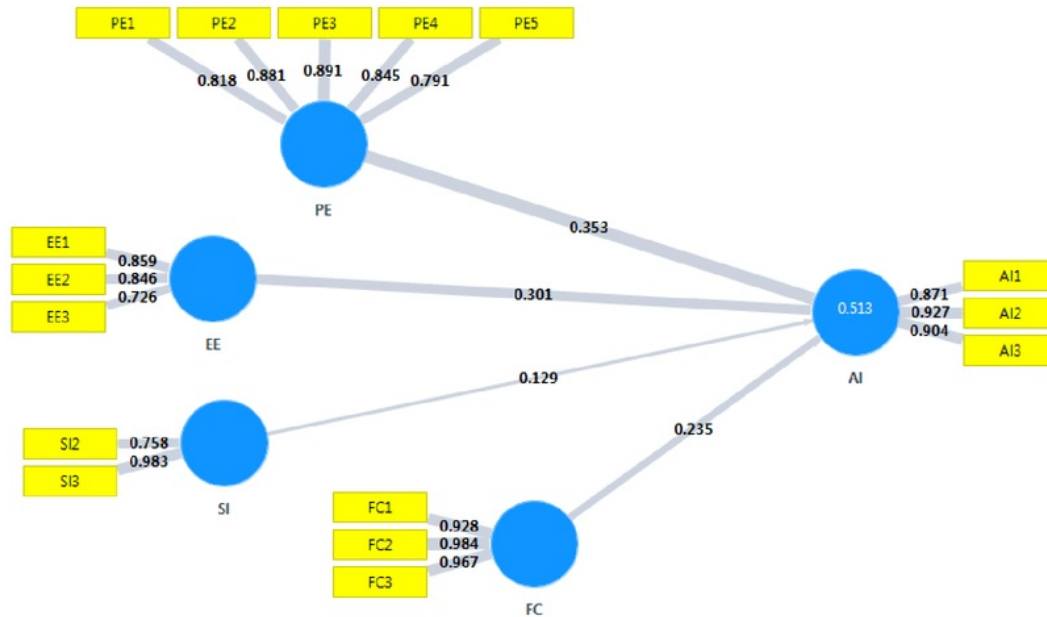 PE1 PE2 PE3 PE4 PE5
0.818 0.881 0.891 0.845 0.791
PE
0.353
EE1
0.859
EE2
0.846
EE3
0.726
EE
0.301
0.513
AI
0.871
AI1
0.927
AI2
0.904
AI3
0.129
SI2
0.758
SI3
0.983
SI
0.235
FC1
0.928
FC2
0.984
FC3
0.967
FC